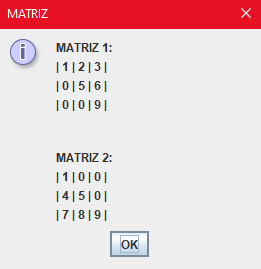 MATRIZ
MATRIZ 1:
| 1 | 2 | 3 |
| 0 | 5 | 6 |
| 0 | 0 | 9 |
MATRIZ 2:
| 1 | 0 | 0 |
| 4 | 5 | 0 |
| 7 | 8 | 9 |
OK